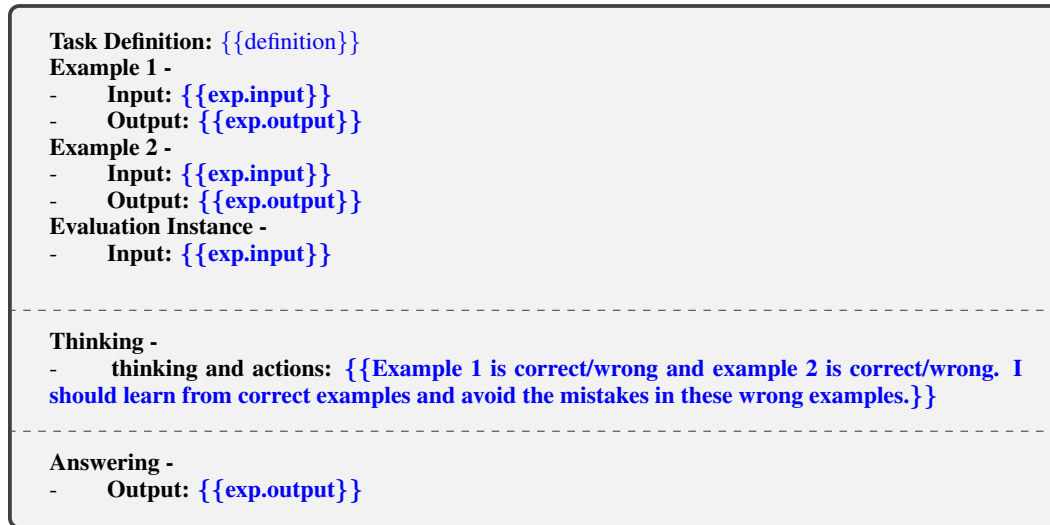 Task Definition: {{definition}}
Example 1 -
- Input: {{exp.input}}
- Output: {{exp.output}}
Example 2 -
- Input: {{exp.input}}
- Output: {{exp.output}}
Evaluation Instance -
- Input: {{exp.input}}
Thinking -
- thinking and actions: {{Example 1 is correct/wrong and example 2 is correct/wrong. I
should learn from correct examples and avoid the mistakes in these wrong examples.}}
Answering -
- Output: {{exp.output}}